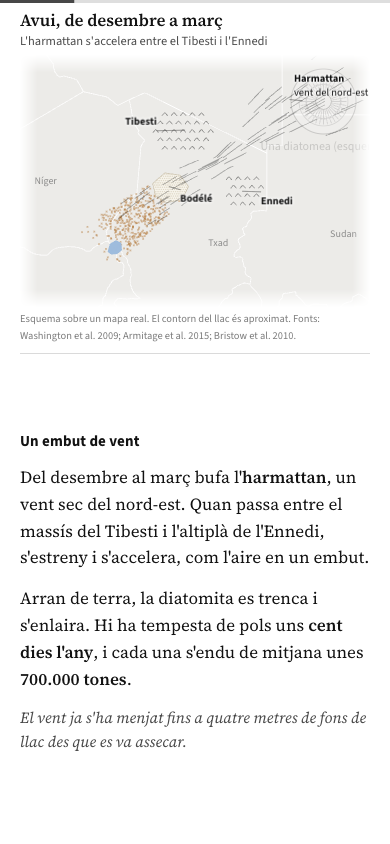 Avui, de desembre a març
L'harmattan s'accelera entre el Tibesti i l'Ennedi
Harmattan
vent del nord-est
Tibesti
Una diatomea (esque
Níger
Bodélé
Ennedi
Sudan
Txad
Esquema sobre un mapa real. El contorn del llac és aproximat. Fonts:
Washington et al. 2009; Armitage et al. 2015; Bristow et al. 2010.
Un embut de vent
Del desembre al març bufa l'harmattan, un
vent sec del nord-est. Quan passa entre el
massís del Tibesti i l'altiplà de l'Ennedi,
s'estreny i s'accelera, com l'aire en un embut.
Arran de terra, la diatomita es trenca i
s'enlaira. Hi ha tempesta de pols uns cent
dies l'any, i cada una s'endu de mitjana unes
700.000 tones.
El vent ja s'ha menjat fins a quatre metres de fons de
llac des que es va assecar.